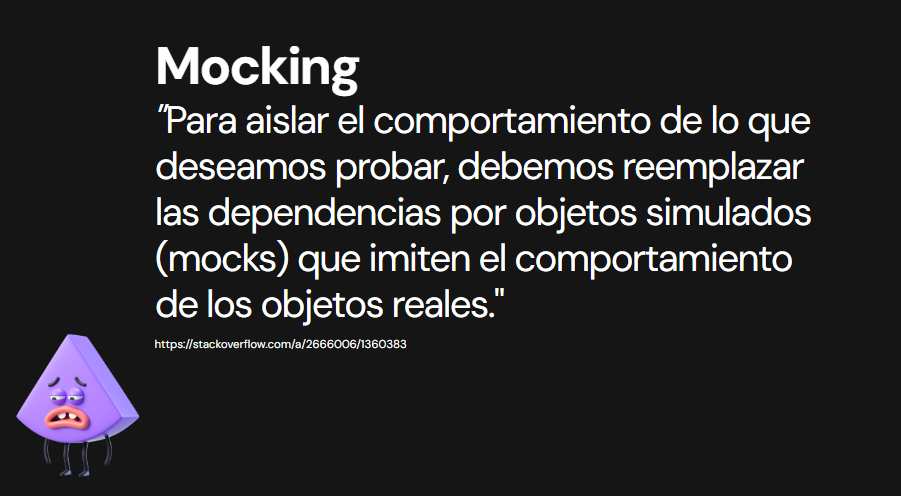 Mocking
"Para aislar el comportamiento de lo que
deseamos probar, debemos reemplazar
las dependencias por objetos simulados
(mocks) que imiten el comportamiento
de los objetos reales."
https://stackoverflow.com/a/2666006/1360383